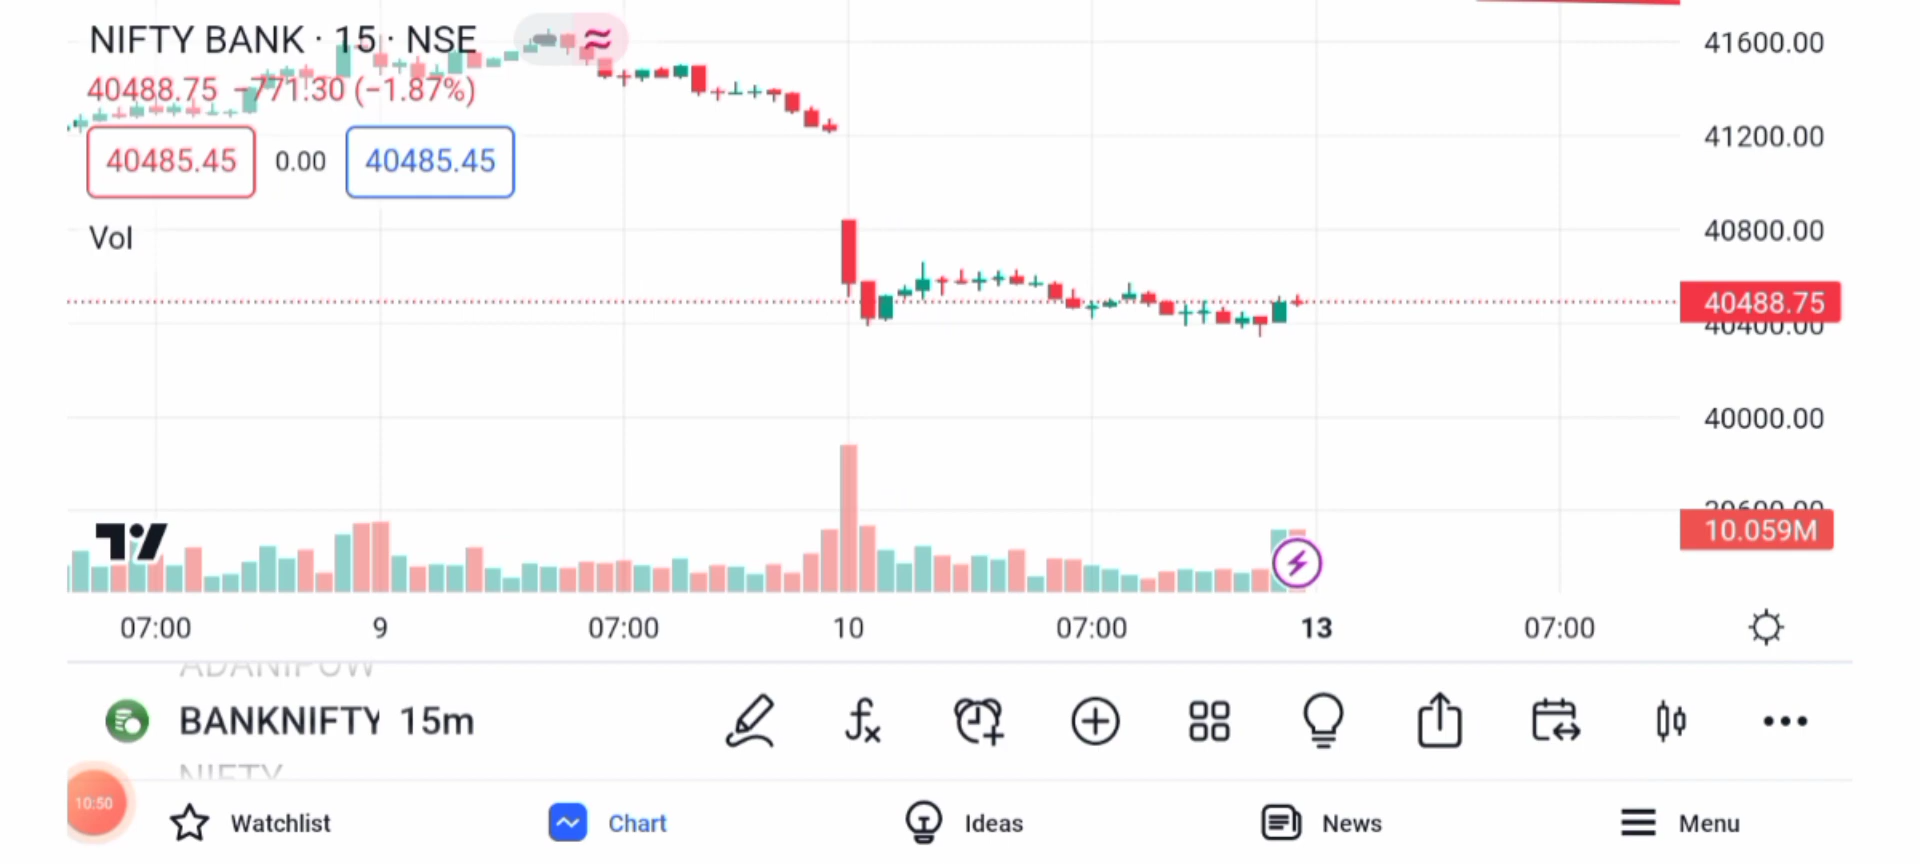 NIFTY BANK · 15 · NSE
40488.75 −771.30 (−1.87%)
40485.45 0.00 40485.45
Vol
41600.00
41200.00
40800.00
40488.75
40400.00
40000.00
10.059M
07:00 9 07:00 10 07:00 13 07:00
ADANIPOW
BANKNIFTY 15m
NIFTY
10:50
Watchlist Chart Ideas News Menu